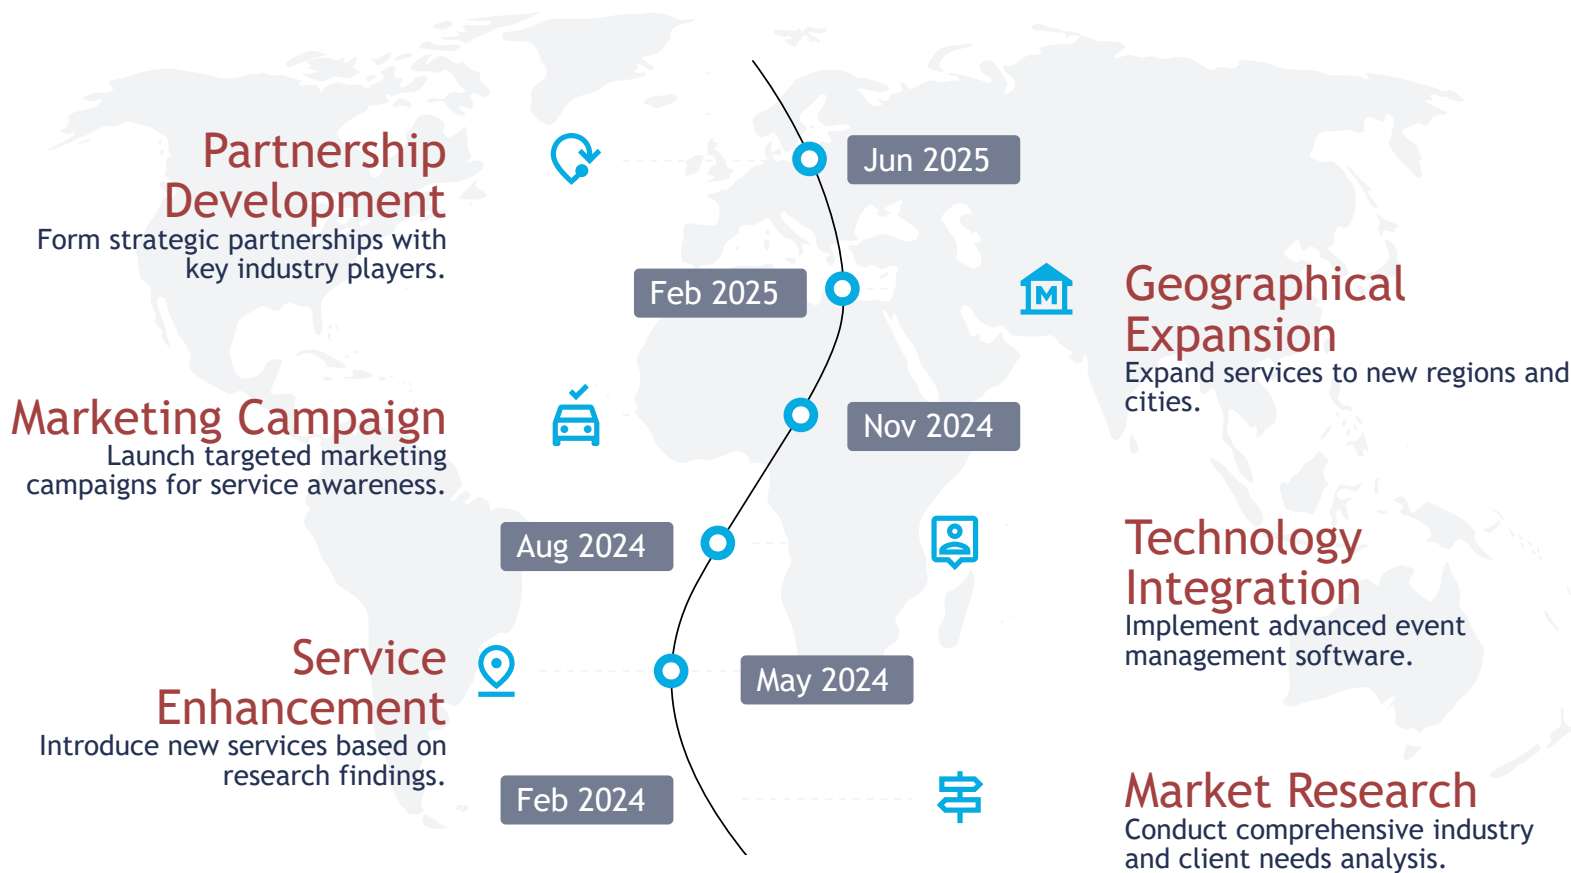 Partnership
Development
Form strategic partnerships with
key industry players.
Jun 2025
Feb 2025
Geographical
Expansion
Expand services to new regions and
cities.
Marketing Campaign
Launch targeted marketing
campaigns for service awareness.
Nov 2024
Aug 2024
Technology
Integration
Implement advanced event
management software.
Service
Enhancement
Introduce new services based on
research findings.
May 2024
Feb 2024
Market Research
Conduct comprehensive industry
and client needs analysis.